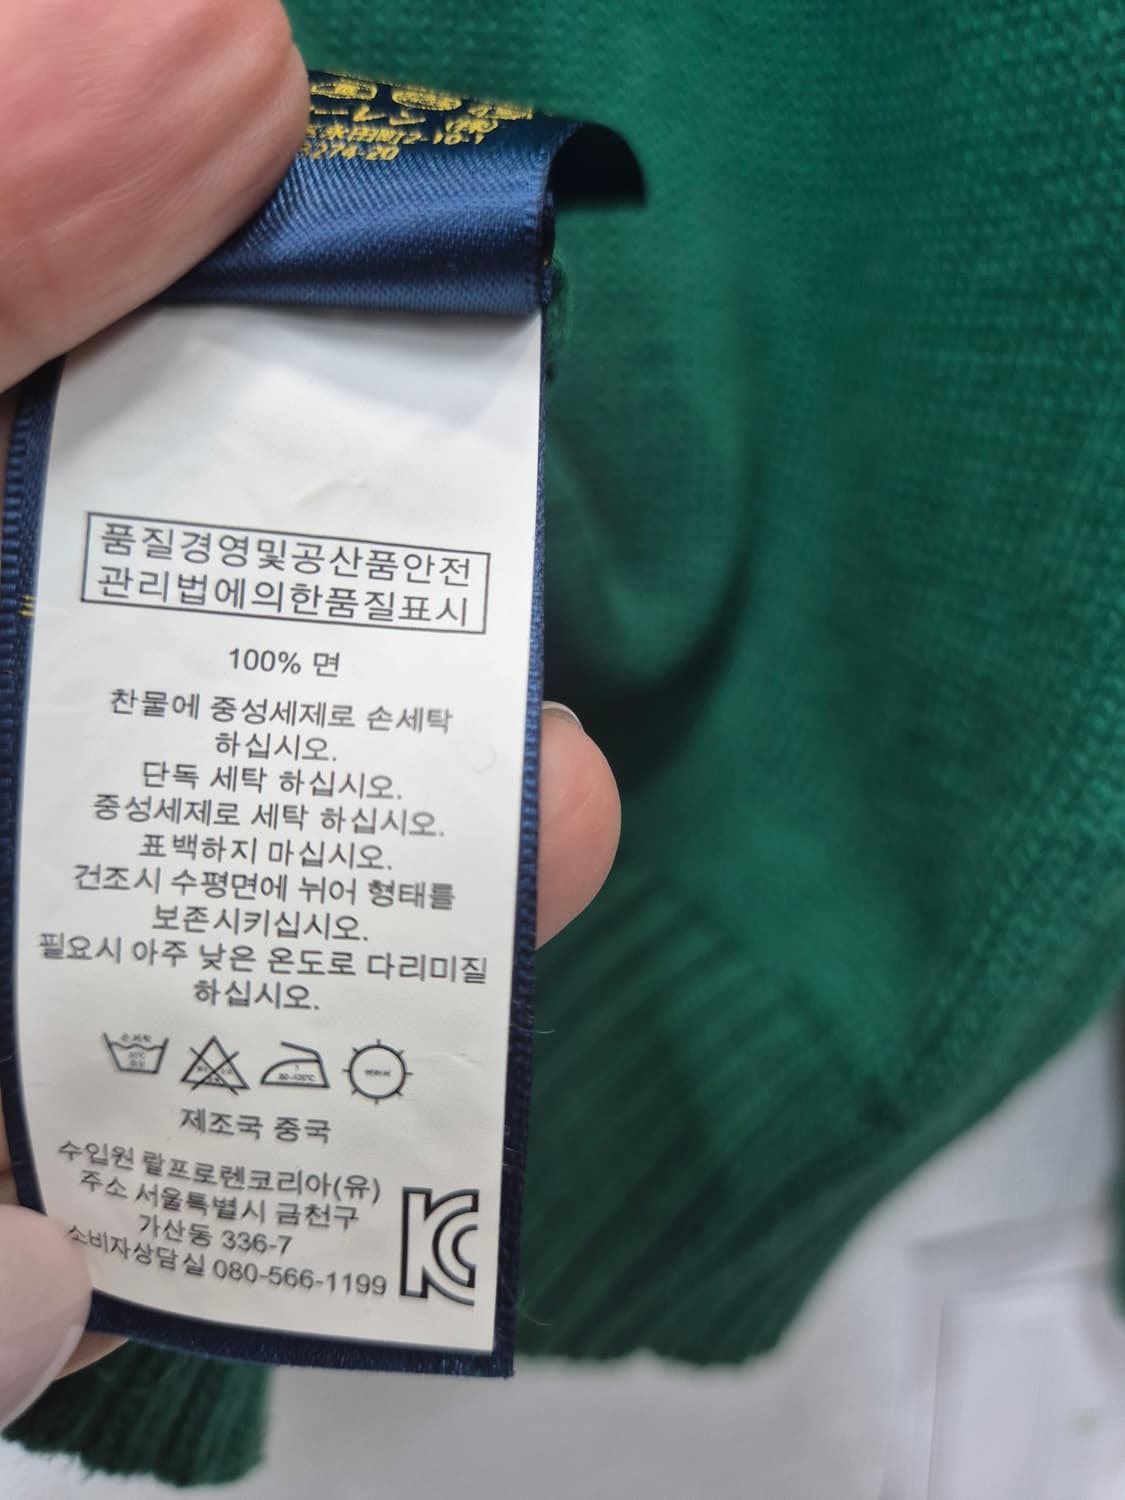 永田町2-10-1
품질경영및공산품안전
관리법에의한품질표시
100% 면
찬물에 중성세제로 손세탁
하십시오.
단독 세탁 하십시오.
중성세제로 세탁 하십시오.
표백하지 마십시오.
건조시 수평면에 뉘어 형태를
보존시키십시오.
필요시 아주 낮은 온도로 다리미질
하십시오.
제조국 중국
수입원 랄프로렌코리아(유)
주소 서울특별시 금천구
가산동 336-7
소비자상담실 080-566-1199
KC